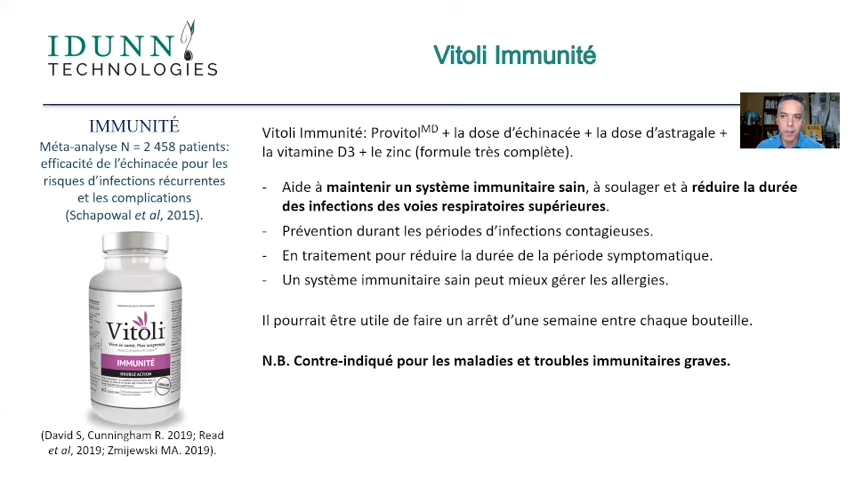 IDUNN
TECHNOLOGIES
Vitoli Immunité
IMMUNITÉ
Méta-analyse N = 2 458 patients:
efficacité de l’échinacée pour les
risques d’infections récurrentes
et les complications
(Schapowal et al, 2015).
Vitoli
IMMUNITÉ
DOUBLE ACTION
(David S, Cunningham R. 2019; Read
et al, 2019; Zmijewski MA. 2019).
Vitoli Immunité: Provitolᴹᴰ + la dose d’échinacée + la dose d’astragale +
la vitamine D3 + le zinc (formule très complète).
- Aide à maintenir un système immunitaire sain, à soulager et à réduire la durée
des infections des voies respiratoires supérieures.
- Prévention durant les périodes d’infections contagieuses.
- En traitement pour réduire la durée de la période symptomatique.
- Un système immunitaire sain peut mieux gérer les allergies.
Il pourrait être utile de faire un arrêt d’une semaine entre chaque bouteille.
N.B. Contre-indiqué pour les maladies et troubles immunitaires graves.